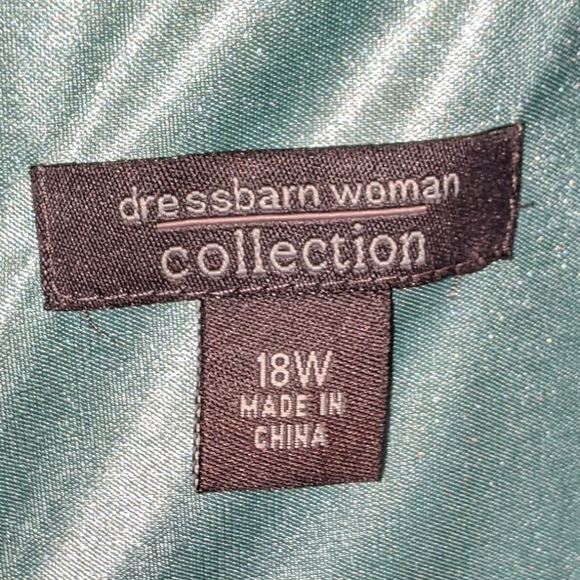 dressbarn woman
collection
18W
MADE IN
CHINA